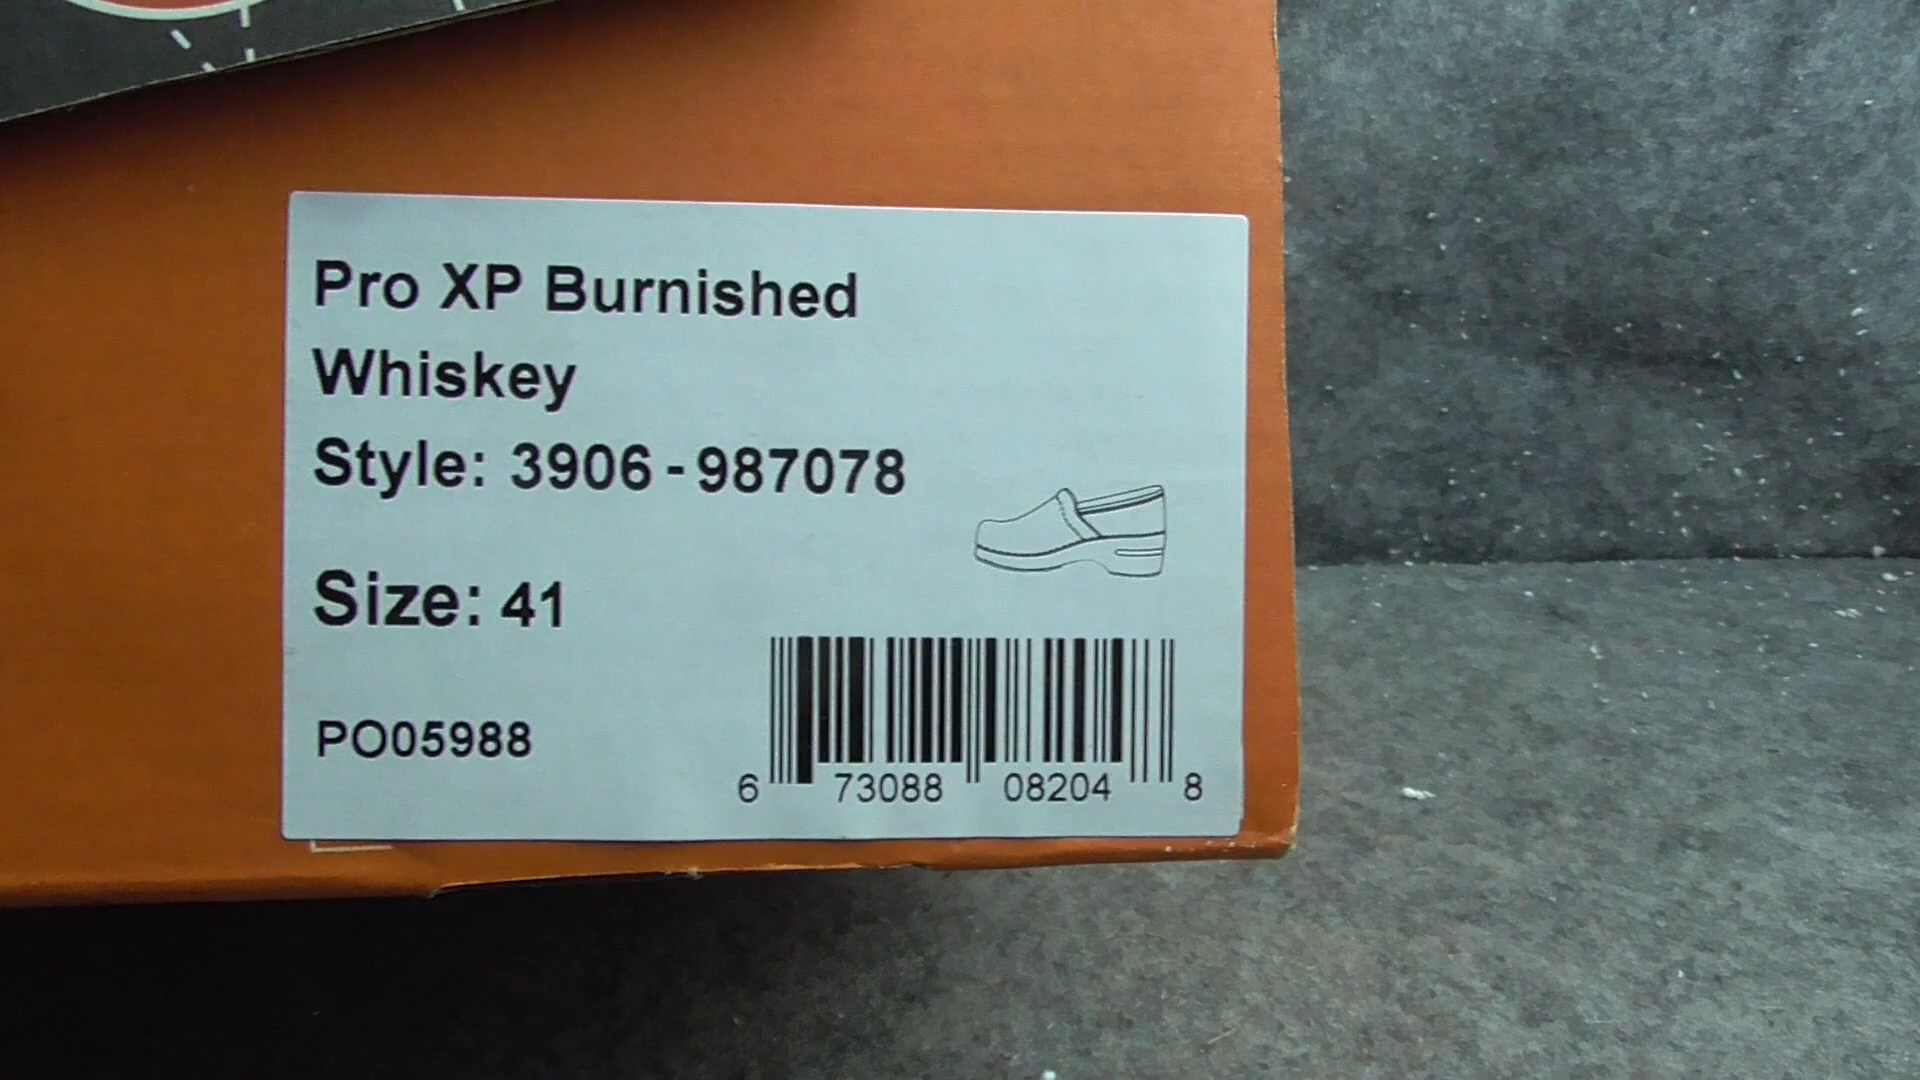 Pro XP Burnished
Whiskey
Style: 3906-987078
Size: 41
PO05988
6 73088 08204 8